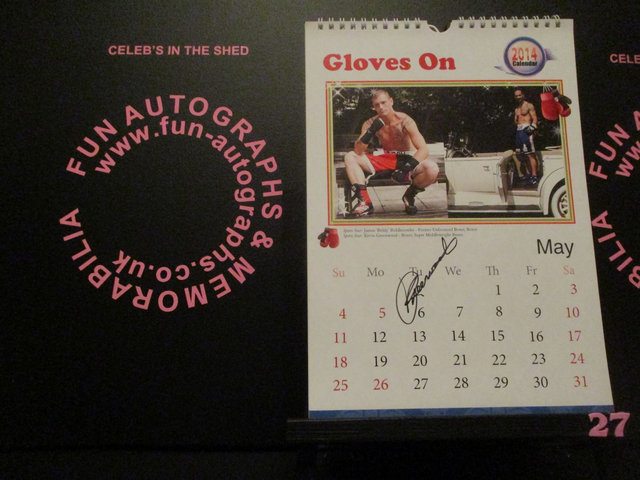 CELEB'S IN THE SHED
FUN AUTOGRAPHS & MEMORABILIA
www.fun-autographs.co.uk
Gloves On
2014
Calendar
May
Su Mo Tu We Th Fr Sa
1 2 3
4 5 6 7 8 9 10
11 12 13 14 15 16 17
18 19 20 21 22 23 24
25 26 27 28 29 30 31
27
CELE
FUN A